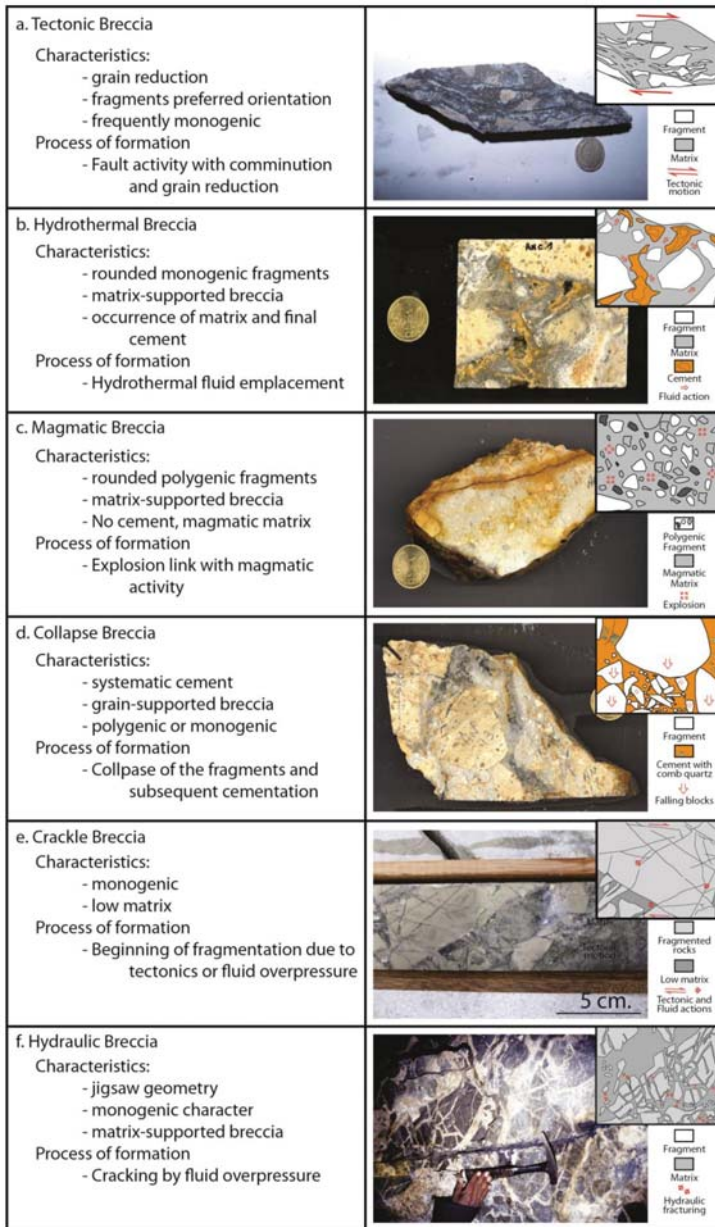 a. Tectonic Breccia
Characteristics:
- grain reduction
- fragments preferred orientation
- frequently monogenic
Process of formation
- Fault activity with comminution
and grain reduction
Fragment
Matrix
Tectonic
motion
b. Hydrothermal Breccia
Characteristics:
- rounded monogenic fragments
- matrix-supported breccia
- occurrence of matrix and final
cement
Process of formation
- Hydrothermal fluid emplacement
Fragment
Matrix
Cement
Fluid action
c. Magmatic Breccia
Characteristics:
- rounded polygenic fragments
- matrix-supported breccia
- No cement, magmatic matrix
Process of formation
- Explosion link with magmatic
activity
Polygenic
Fragment
Magmatic
Matrix
Explosion
d. Collapse Breccia
Characteristics:
- systematic cement
- grain-supported breccia
- polygenic or monogenic
Process of formation
- Collpase of the fragments and
subsequent cementation
Fragment
Cement with
comb quartz
Falling blocks
e. Crackle Breccia
Characteristics:
- monogenic
- low matrix
Process of formation
- Beginning of fragmentation due to
tectonics or fluid overpressure
5 cm.
Fragmented
rocks
Low matrix
Tectonic and
Fluid actions
f. Hydraulic Breccia
Characteristics:
- jigsaw geometry
- monogenic character
- matrix-supported breccia
Process of formation
- Cracking by fluid overpressure
Fragment
Matrix
Hydraulic
fracturing